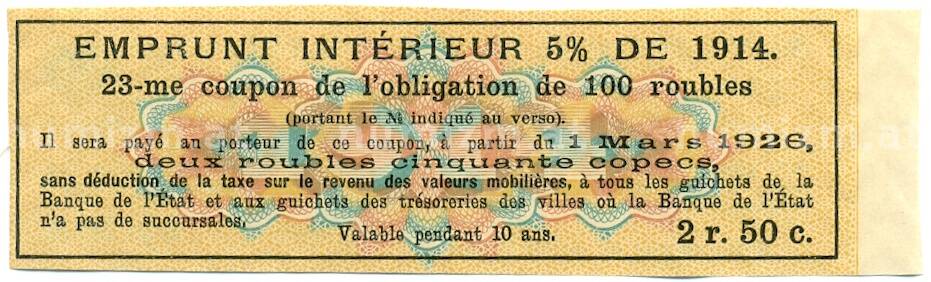 EMPRUNT INTÉRIEUR 5% DE 1914.
23-me coupon de l'obligation de 100 roubles
(portant le № indiqué au verso).
Il sera payé au porteur de ce coupon, à partir du 1 Mars 1926,
deux roubles cinquante copecs,
sans déduction de la taxe sur le revenu des valeurs mobilières, à tous les guichets de la
Banque de l'État et aux guichets des trésoreries des villes où la Banque de l'État
n'a pas de succursales.
Valable pendant 10 ans.
2 r. 50 c.